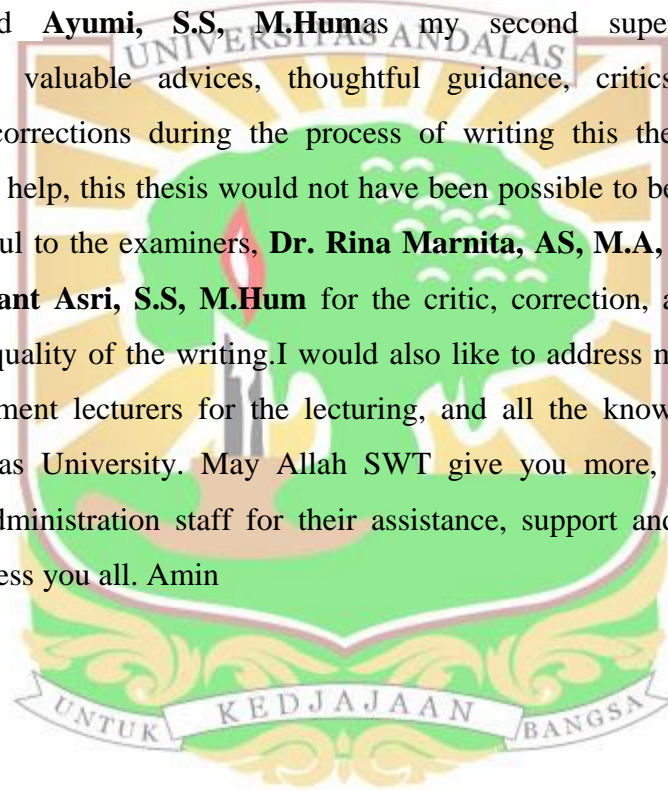 d Ayumi, S.S, M.Humas my second supe
UNIVERSITAS ANDALAS
valuable advices, thoughtful guidance, critics
corrections during the process of writing this the
help, this thesis would not have been possible to be
ul to the examiners, Dr. Rina Marnita, AS, M.A,
ant Asri, S.S, M.Hum for the critic, correction, a
quality of the writing.I would also like to address m
ment lecturers for the lecturing, and all the know
as University. May Allah SWT give you more,
dministration staff for their assistance, support and
ess you all. Amin
UNTUK KEDJAJAAN BANGSA